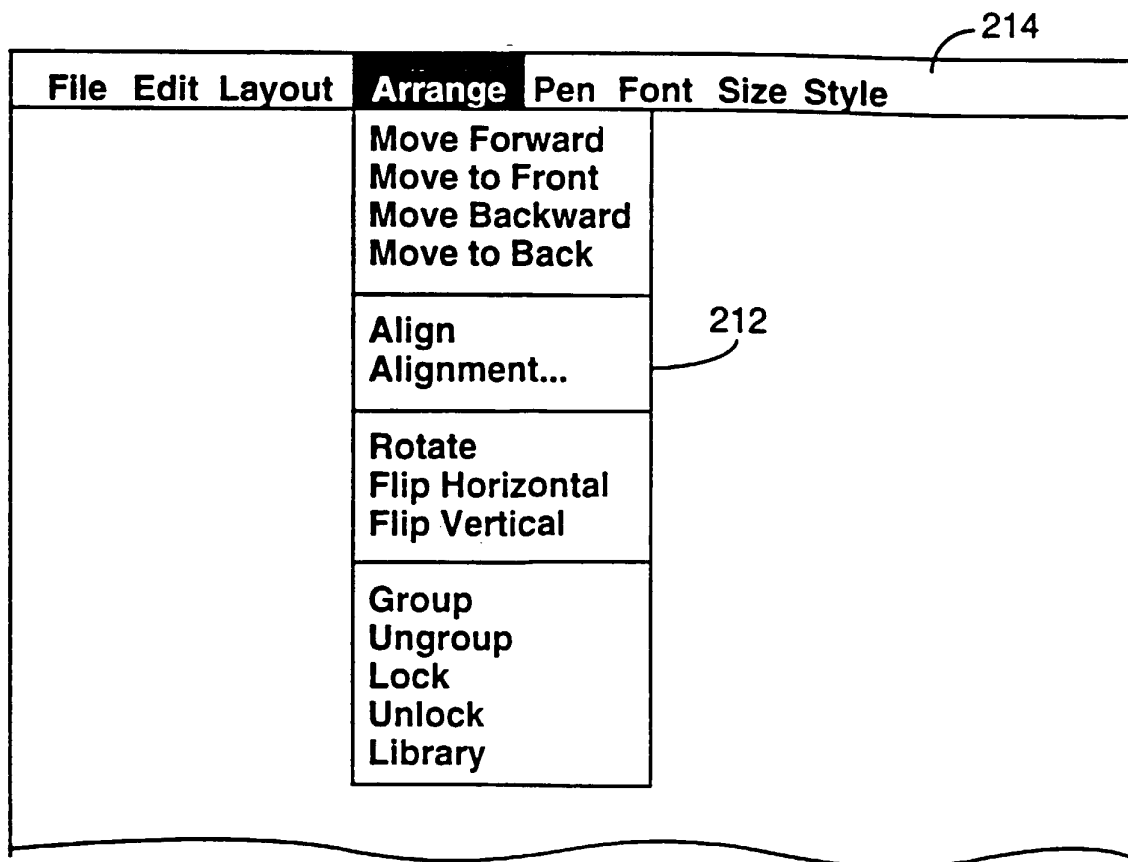 214
File Edit Layout Arrange Pen Font Size Style
Move Forward
Move to Front
Move Backward
Move to Back
Align
212
Alignment...
Rotate
Flip Horizontal
Flip Vertical
Group
Ungroup
Lock
Unlock
Library